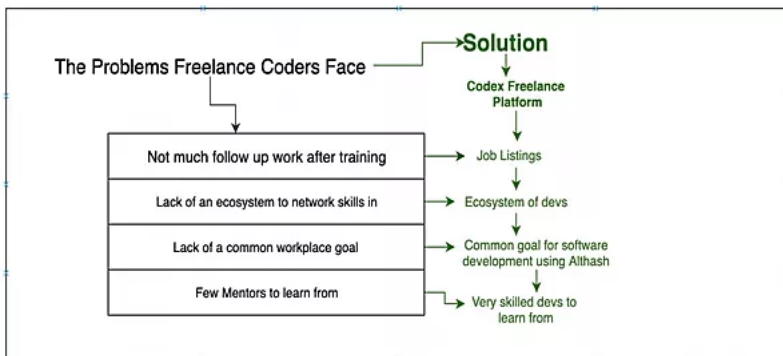 Solution
The Problems Freelance Coders Face
Codex Freelance
Platform
Not much follow up work after training
Job Listings
Lack of an ecosystem to network skills in
Ecosystem of devs
Lack of a common workplace goal
Common goal for software
development using Althash
Few Mentors to learn from
Very skilled devs to
learn from